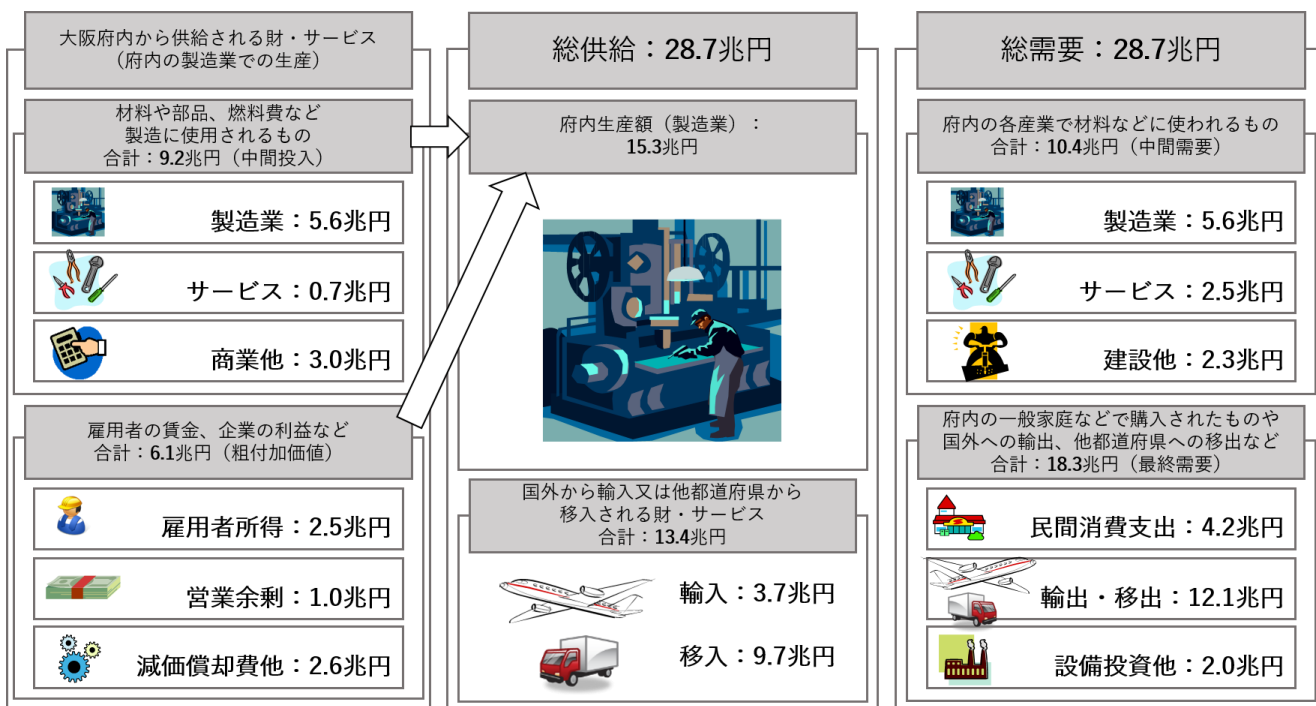 大阪府内から供給される財・サービス
(府内の製造業での生産)
材料や部品、燃料費など
製造に使用されるもの
合計：9.2兆円（中間投入）
製造業：5.6兆円
サービス：0.7兆円
商業他：3.0兆円
雇用者の賃金、企業の利益など
合計：6.1兆円（粗付加価値）
雇用者所得：2.5兆円
営業余剰：1.0兆円
減価償却費他：2.6兆円
総供給：28.7兆円
府内生産額（製造業）：
15.3兆円
国外から輸入又は他都道府県から
移入される財・サービス
合計：13.4兆円
輸入：3.7兆円
移入：9.7兆円
総需要：28.7兆円
府内の各産業で材料などに使われるもの
合計：10.4兆円（中間需要）
製造業：5.6兆円
サービス：2.5兆円
建設他：2.3兆円
府内の一般家庭などで購入されたものや
国外への輸出、他都道府県への移出など
合計：18.3兆円（最終需要）
民間消費支出：4.2兆円
輸出・移出：12.1兆円
設備投資他：2.0兆円